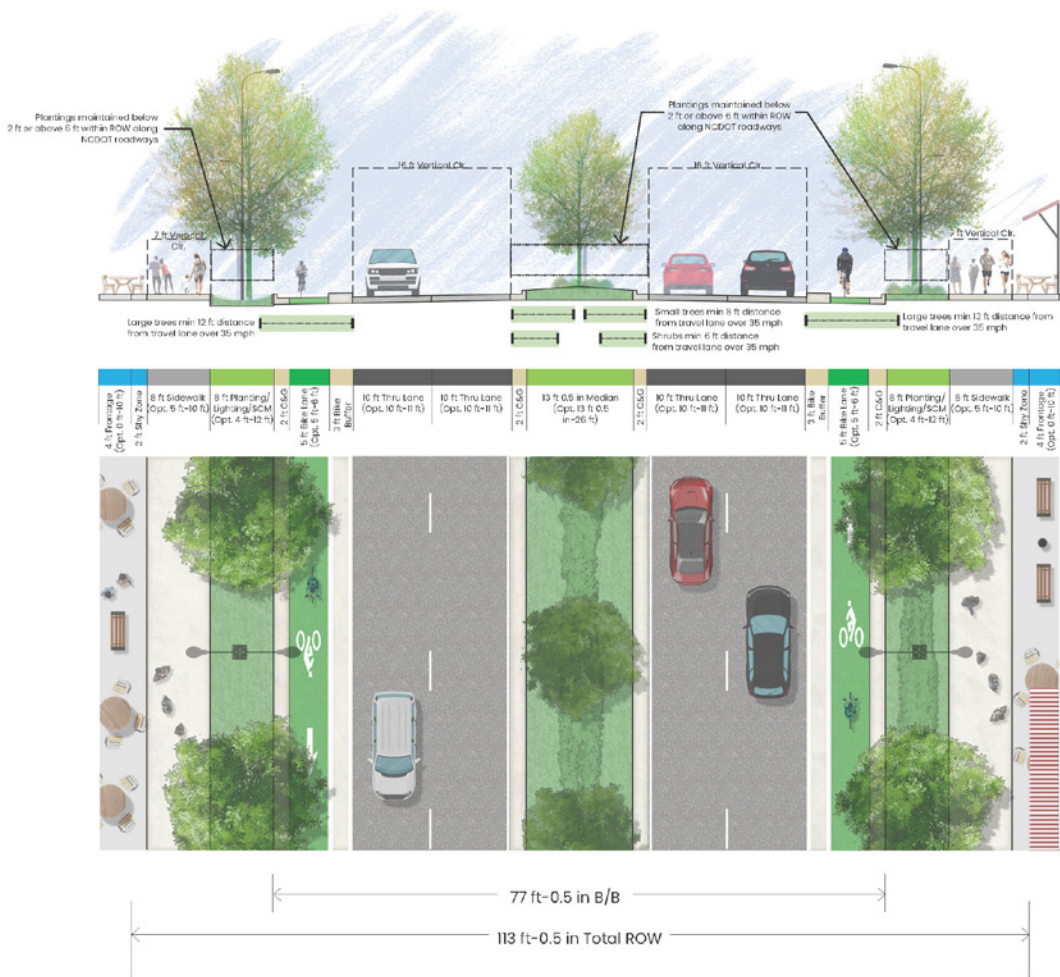 Plantings maintained below
2 ft or above 6 ft within ROW along
NCDOT roadways
Plantings maintained below
2 ft or above 6 ft within ROW
along NCDOT roadways
16 ft Vertical Clr.
16 ft Vertical Clr.
7 ft Vertical
Clr.
7 ft Vertical Clr.
Large trees min 12 ft distance
from travel lane over 35 mph
Small trees min 8 ft distance
from travel lane over 35 mph
Shrubs min 6 ft distance
from travel lane over 35 mph
Large trees min 12 ft distance from
travel lane over 35 mph
4 ft Frontage
(Opt. 0 ft-10 ft)
2 ft Shy Zone
8 ft Sidewalk
(Opt. 5 ft-10 ft)
8 ft Planting/
Lighting/SCM
(Opt. 4 ft-12 ft)
2 ft C&G
5 ft Bike Lane
(Opt. 5 ft-6 ft)
3 ft Bike
Buffer
10 ft Thru Lane
(Opt. 10 ft-11 ft)
10 ft Thru Lane
(Opt. 10 ft-11 ft)
2 ft C&G
13 ft 0.5 in Median
(Opt. 13 ft 0.5
in-26 ft)
2 ft C&G
10 ft Thru Lane
(Opt. 10 ft-11 ft)
10 ft Thru Lane
(Opt. 10 ft-11 ft)
3 ft Bike
Buffer
5 ft Bike Lane
(Opt. 5 ft-6 ft)
2 ft C&G
8 ft Planting/
Lighting/SCM
(Opt. 4 ft-12 ft)
8 ft Sidewalk
(Opt. 5 ft-10 ft)
2 ft Shy Zone
4 ft Frontage
(Opt. 0 ft-10 ft)
77 ft-0.5 in B/B
113 ft-0.5 in Total ROW